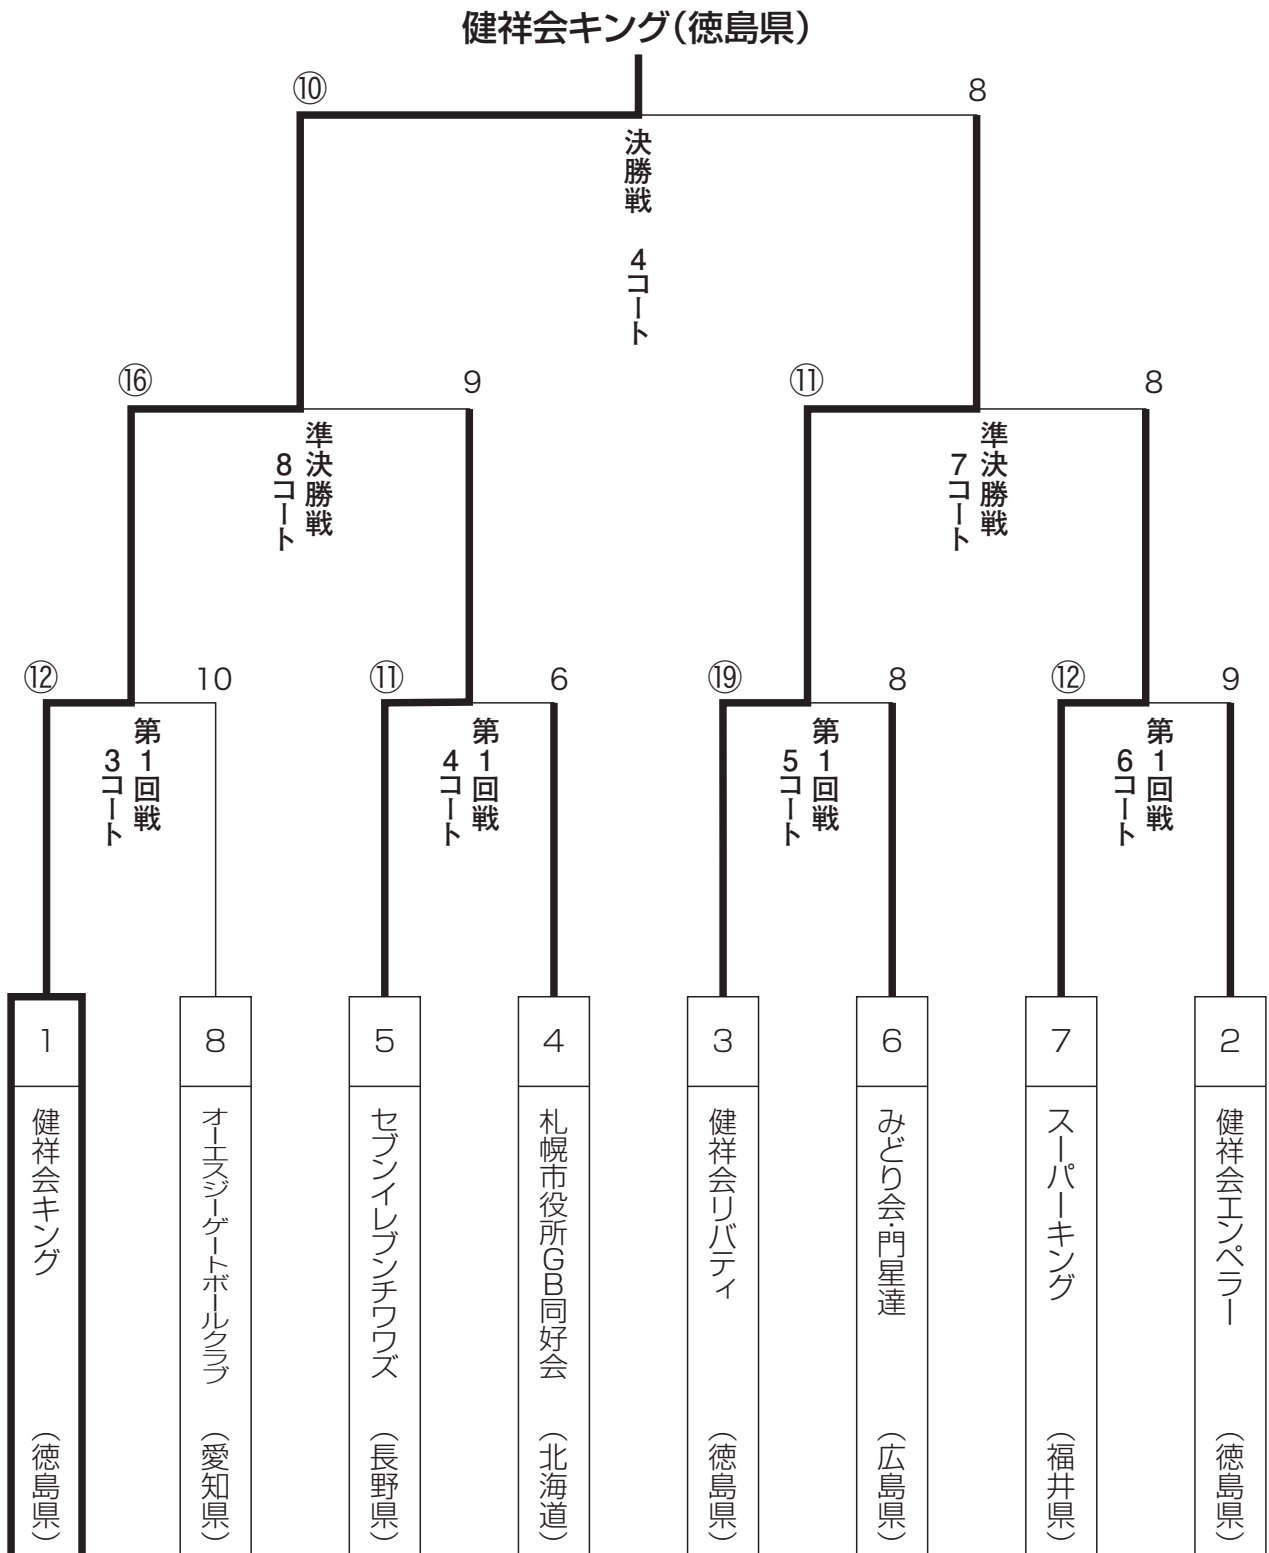 健祥会キング（徳島県）
⑩
8
決勝戦　4コート
⑯
9
⑪
8
準決勝戦
8コート
準決勝戦
7コート
⑫
10
⑪
6
⑲
8
⑫
9
第1回戦
3コート
第1回戦
4コート
第1回戦
5コート
第1回戦
6コート
1
健祥会キング（徳島県）
8
オーエスジーゲートボールクラブ（愛知県）
5
セブンイレブンチワワズ（長野県）
4
札幌市役所GB同好会（北海道）
3
健祥会リバティ（徳島県）
6
みどり会・門星達（広島県）
7
スーパーキング（福井県）
2
健祥会エンペラー（徳島県）